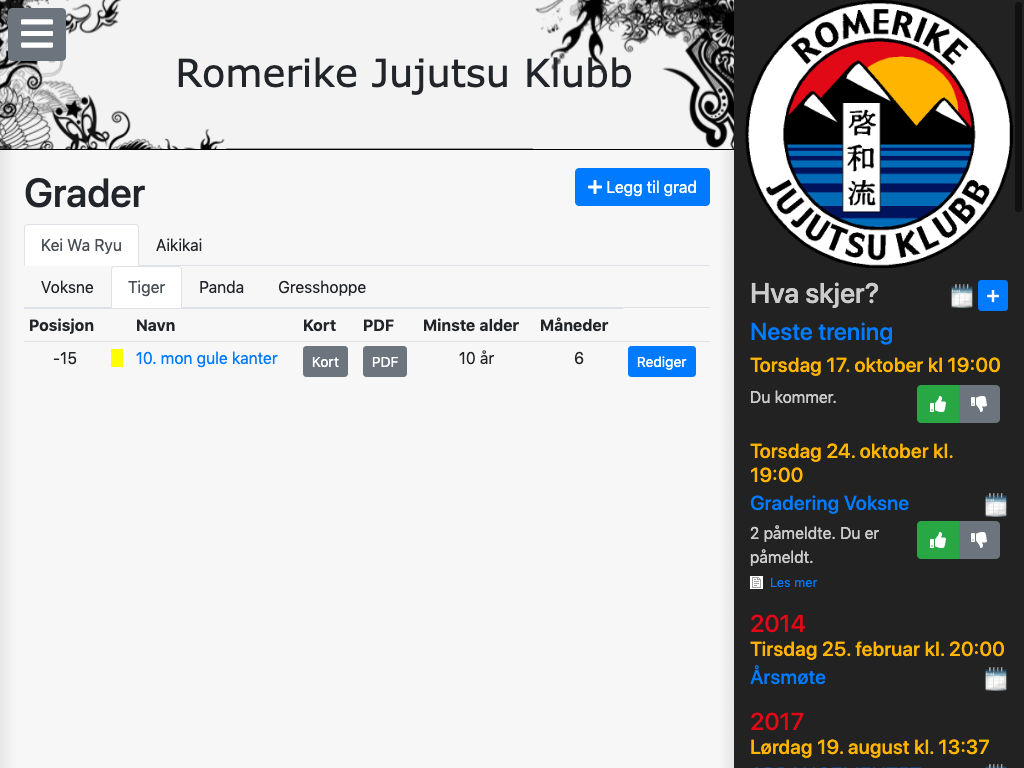 Romerike Jujutsu Klubb
Grader
Legg til grad
Kei Wa Ryu Aikikai
Voksne Tiger Panda Gresshoppe
Posisjon Navn Kort PDF Minste alder Måneder
-15 10. mon gule kanter Kort PDF 10 år 6 Rediger
ROMERIKE
啓和流
JUJUTSU KLUBB
Hva skjer?
Neste trening
Torsdag 17. oktober kl 19:00
Du kommer.
Torsdag 24. oktober kl.
19:00
Gradering Voksne
2 påmeldte. Du er
påmeldt.
Les mer
2014
Tirsdag 25. februar kl. 20:00
Årsmøte
2017
Lørdag 19. august kl. 13:37